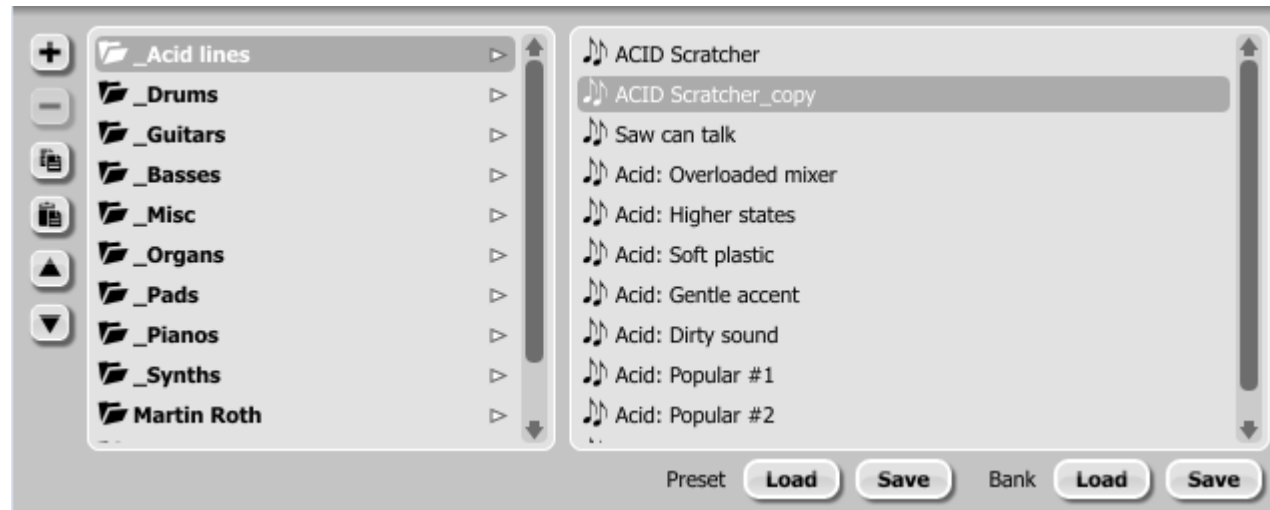 _Acid lines
_Drums
_Guitars
_Basses
_Misc
_Organs
_Pads
_Pianos
_Synths
Martin Roth
ACID Scratcher
ACID Scratcher_copy
Saw can talk
Acid: Overloaded mixer
Acid: Higher states
Acid: Soft plastic
Acid: Gentle accent
Acid: Dirty sound
Acid: Popular #1
Acid: Popular #2
Preset Load Save Bank Load Save